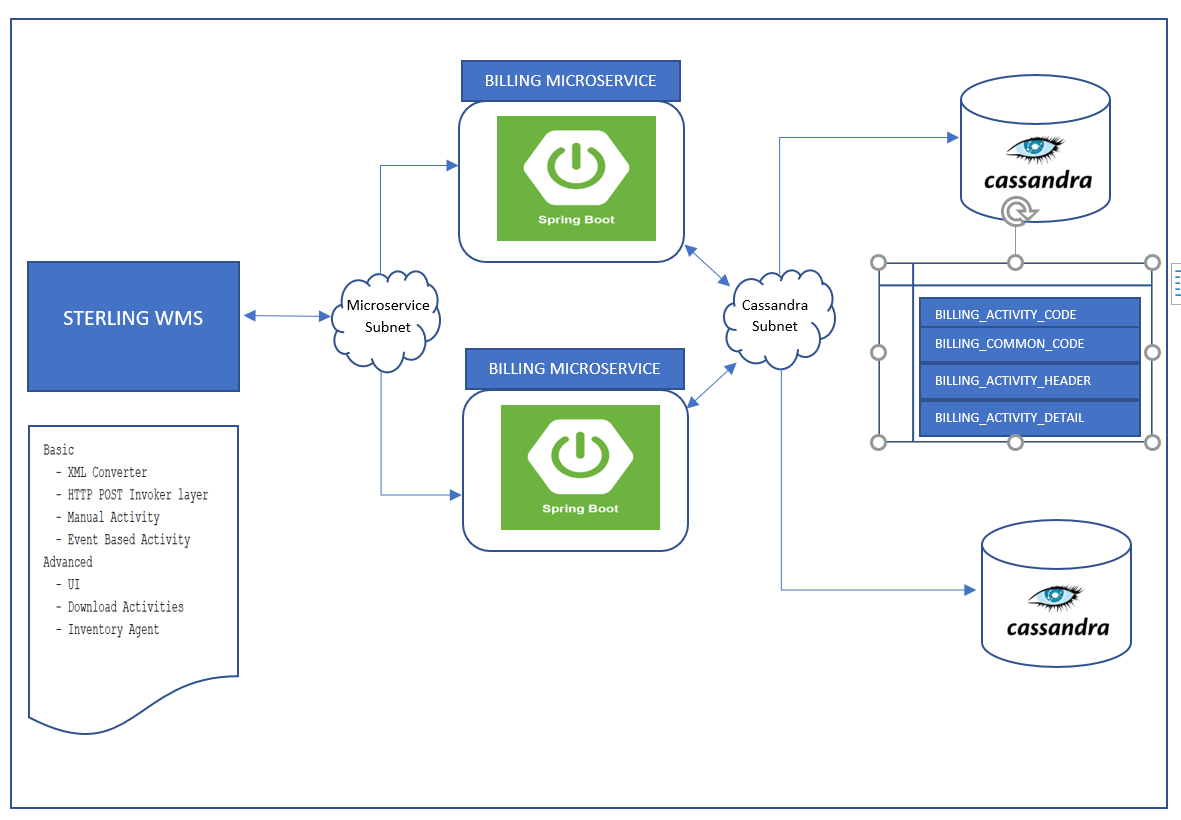 BILLING MICROSERVICE
Spring Boot
cassandra
STERLING WMS
Microservice
Subnet
Cassandra
Subnet
BILLING_ACTIVITY_CODE
BILLING_COMMON_CODE
BILLING_ACTIVITY_HEADER
BILLING_ACTIVITY_DETAIL
BILLING MICROSERVICE
Spring Boot
Basic
- XML Converter
- HTTP POST Invoker layer
- Manual Activity
- Event Based Activity
Advanced
- UI
- Download Activities
- Inventory Agent
cassandra